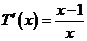 T'(x) = (x-1)/x